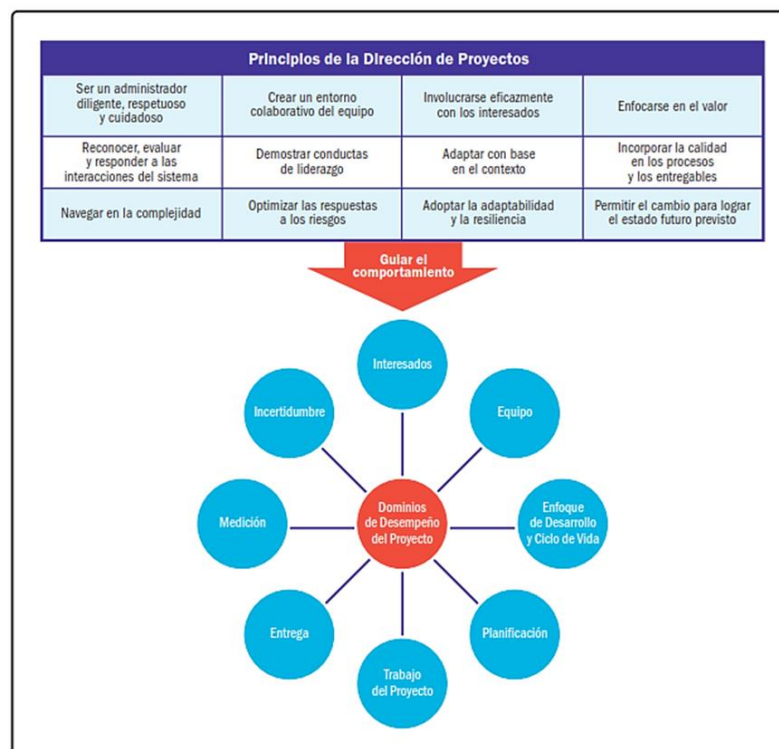 Principios de la Dirección de Proyectos
Ser un administrador
diligente, respetuoso
y cuidadoso
Crear un entorno
colaborativo del equipo
Involucrarse eficazmente
con los interesados
Enfocarse en el valor
Reconocer, evaluar
y responder a las
interacciones del sistema
Demostrar conductas
de liderazgo
Adaptar con base
en el contexto
Incorporar la calidad
en los procesos
y los entregables
Navegar en la complejidad
Optimizar las respuestas
a los riesgos
Adoptar la adaptabilidad
y la resiliencia
Permitir el cambio para lograr
el estado futuro previsto
Guiar el
comportamiento
Interesados
Incertidumbre
Equipo
Medición
Dominios
de Desempeño
del Proyecto
Enfoque
de Desarrollo
y Ciclo de Vida
Entrega
Planificación
Trabajo
del Proyecto